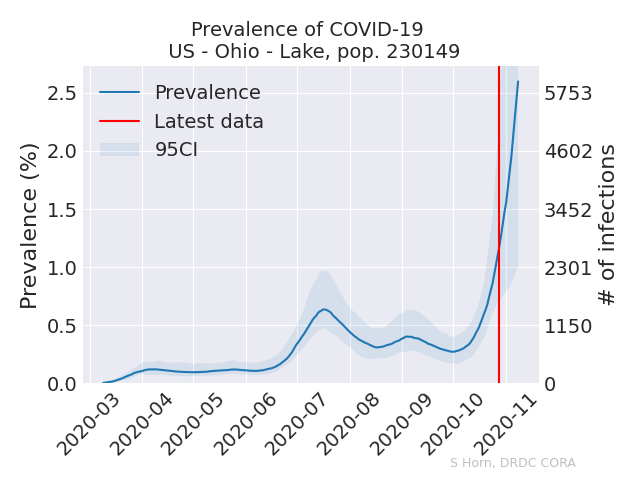 Prevalence of COVID-19
US - Ohio - Lake, pop. 230149
Prevalence
Latest data
95CI
Prevalence (%)
2.5
2.0
1.5
1.0
0.5
0.0
5753
4602
3452
2301
1150
0
# of infections
2020-03
2020-04
2020-05
2020-06
2020-07
2020-08
2020-09
2020-10
2020-11
S Horn, DRDC CORA